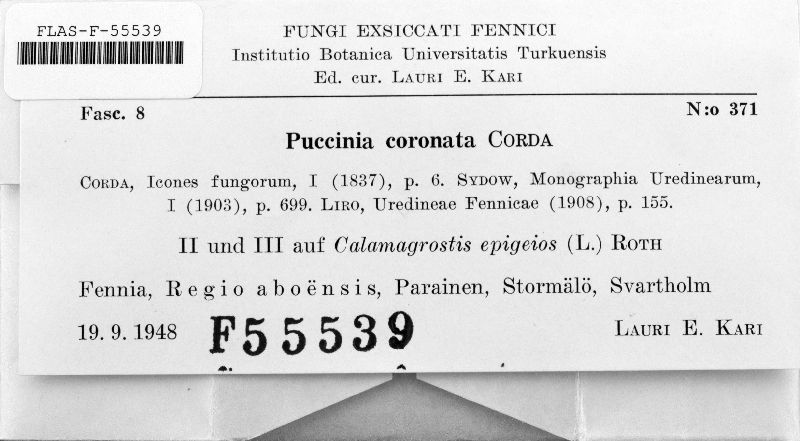 FLAS-F-55539
FUNGI EXSICCATI FENNICI
Institutio Botanica Universitatis Turkuensis
Ed. cur. LAURI E. KARI
Fasc. 8 N:o 371
Puccinia coronata CORDA
CORDA, Icones fungorum, I (1837), p. 6. SYDOW, Monographia Uredinearum,
I (1903), p. 699. LIRO, Uredineae Fennicae (1908), p. 155.
II und III auf Calamagrostis epigeios (L.) ROTH
Fennia, Regio aboënsis, Parainen, Stormälö, Svartholm
19. 9. 1948 F55539 LAURI E. KARI